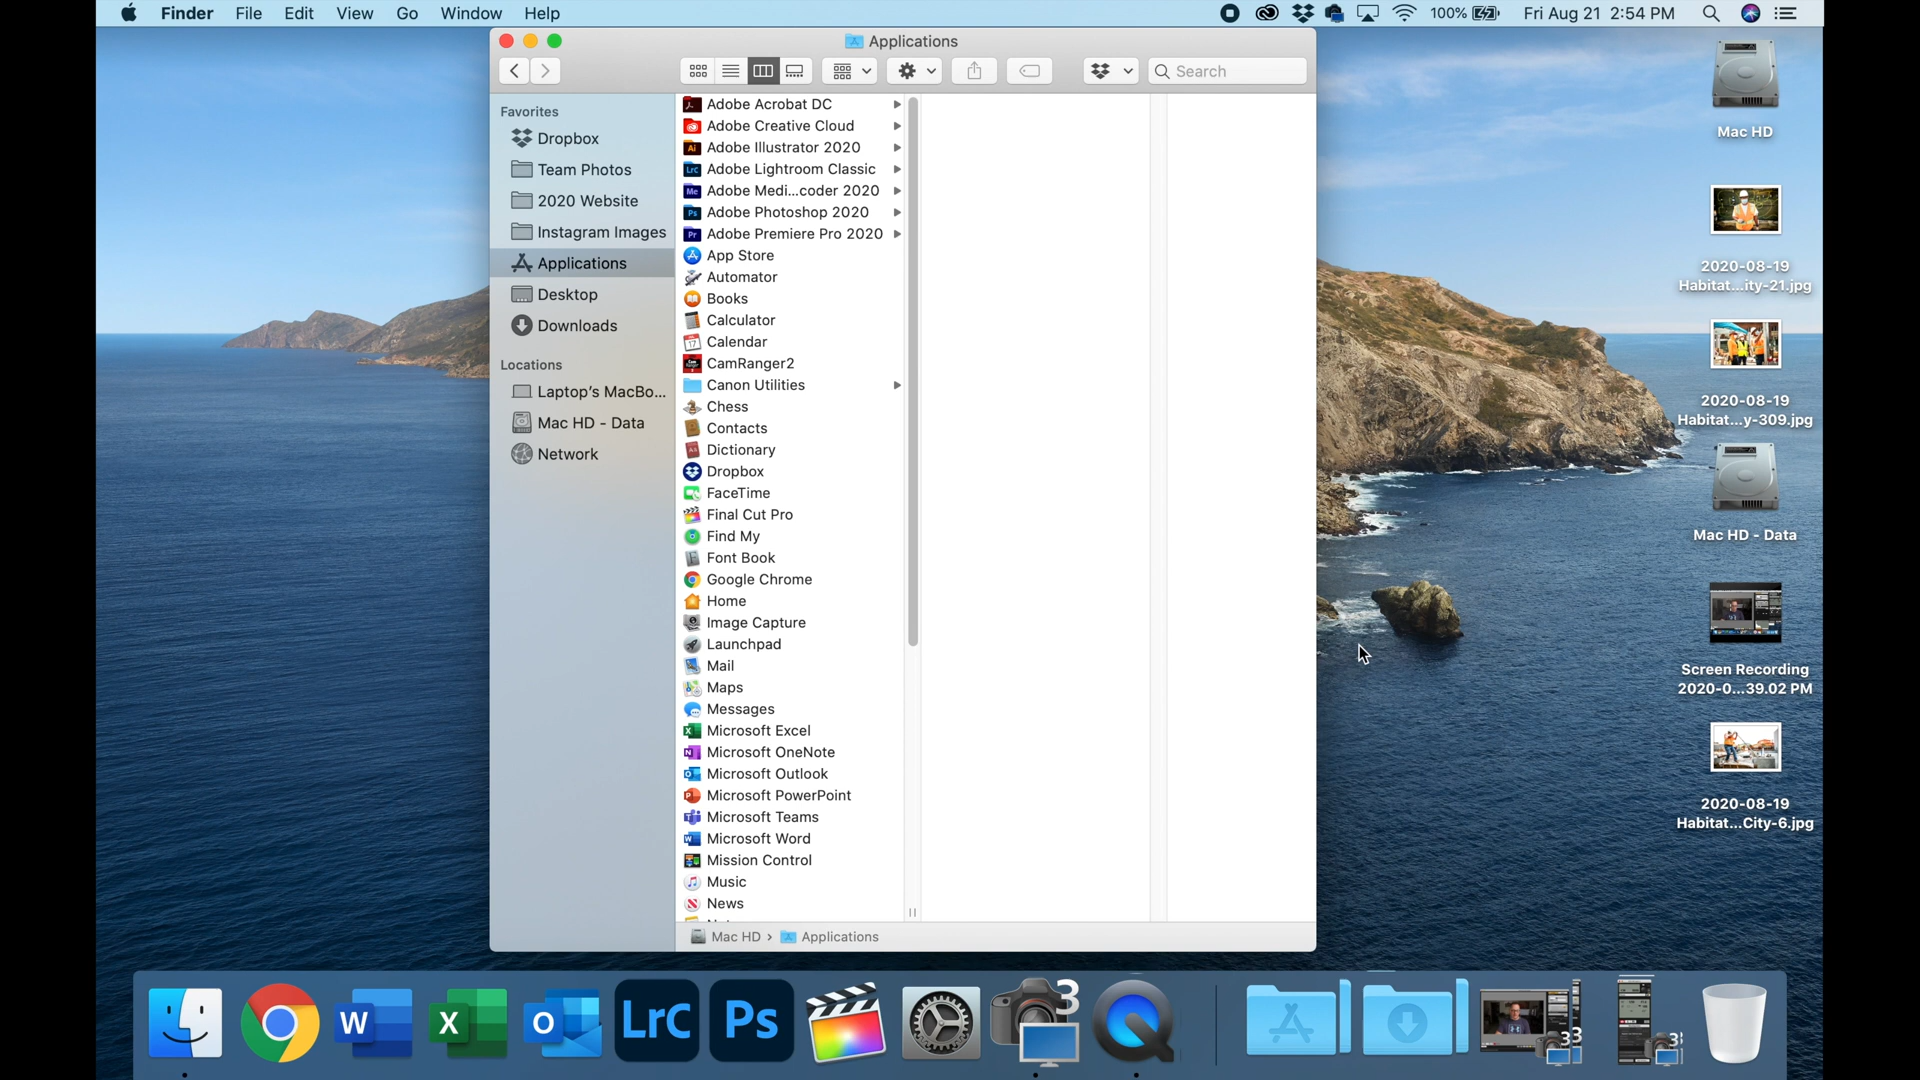 Finder File Edit View Go Window Help 100% Fri Aug 21 2:54 PM
Applications
Search
Favorites
Dropbox
Team Photos
2020 Website
Instagram Images
Applications
Desktop
Downloads
Locations
Laptop's MacBo...
Mac HD - Data
Network
Adobe Acrobat DC
Adobe Creative Cloud
Adobe Illustrator 2020
Adobe Lightroom Classic
Adobe Medi...coder 2020
Adobe Photoshop 2020
Adobe Premiere Pro 2020
App Store
Automator
Books
Calculator
Calendar
CamRanger2
Canon Utilities
Chess
Contacts
Dictionary
Dropbox
FaceTime
Final Cut Pro
Find My
Font Book
Google Chrome
Home
Image Capture
Launchpad
Mail
Maps
Messages
Microsoft Excel
Microsoft OneNote
Microsoft Outlook
Microsoft PowerPoint
Microsoft Teams
Microsoft Word
Mission Control
Music
News
Mac HD › Applications
Mac HD
2020-08-19
Habitat...ity-21.jpg
2020-08-19
Habitat...y-309.jpg
Mac HD - Data
Screen Recording
2020-0...39.02 PM
2020-08-19
Habitat...City-6.jpg
W X O LrC Ps 3 3 3